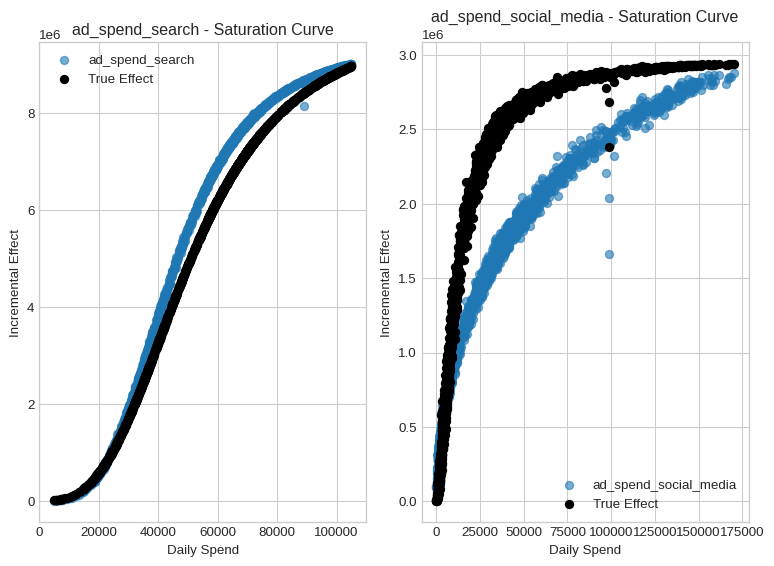 ad_spend_search - Saturation Curve
1e6
ad_spend_search
True Effect
8
6
4
2
0
Incremental Effect
0 20000 40000 60000 80000 100000
Daily Spend
ad_spend_social_media - Saturation Curve
1e6
3.0
2.5
2.0
1.5
1.0
0.5
0.0
Incremental Effect
ad_spend_social_media
True Effect
0 25000 50000 75000 100000 125000 150000 175000
Daily Spend